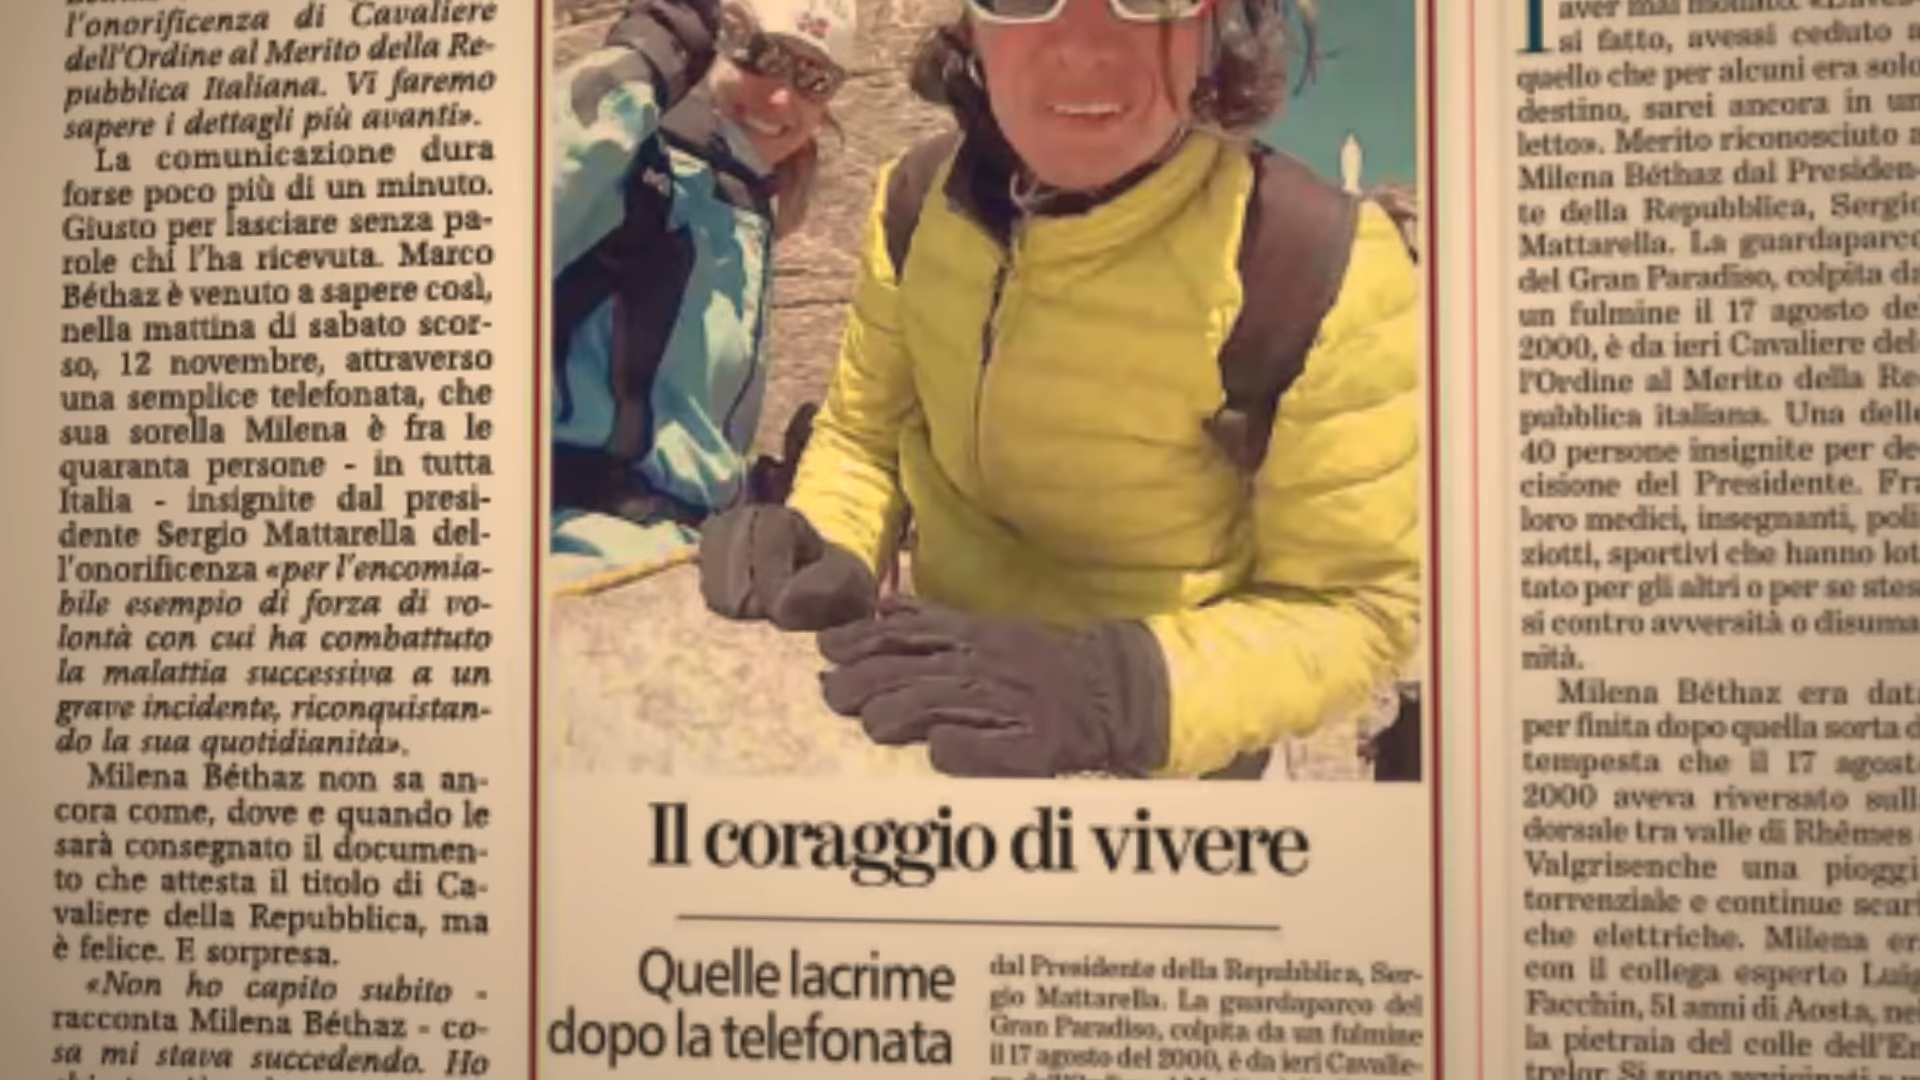 l'onorificenza di Cavaliere
dell'Ordine al Merito della Re-
pubblica Italiana. Vi faremo
sapere i dettagli più avanti».
La comunicazione dura
forse poco più di un minuto.
Giusto per lasciare senza pa-
role chi l'ha ricevuta. Marco
Béthaz è venuto a sapere così,
nella mattina di sabato scor-
so, 12 novembre, attraverso
una semplice telefonata, che
sua sorella Milena è fra le
quaranta persone - in tutta
Italia - insignite dal presi-
dente Sergio Mattarella del-
l'onorificenza «per l'encomia-
bile esempio di forza di vo-
lontà con cui ha combattuto
la malattia successiva a un
grave incidente, riconquistan-
do la sua quotidianità».
Milena Béthaz non sa an-
cora come, dove e quando le
sarà consegnato il documen-
to che attesta il titolo di Ca-
valiere della Repubblica, ma
è felice. E sorpresa.
«Non ho capito subito -
racconta Milena Béthaz - co-
sa mi stava succedendo. Ho
Il coraggio di vivere
Quelle lacrime
dopo la telefonata
dal Presidente della Repubblica, Ser-
gio Mattarella. La guardaparco del
Gran Paradiso, colpita da un fulmine
il 17 agosto del 2000, è da ieri Cavalie-
aver mai
si fatto, avessi ceduto a
quello che per alcuni era solo
destino, sarei ancora in un
letto». Merito riconosciuto a
Milena Béthaz dal Presiden-
te della Repubblica, Sergio
Mattarella. La guardaparco
del Gran Paradiso, colpita da
un fulmine il 17 agosto de
2000, è da ieri Cavaliere del-
l'Ordine al Merito della Re-
pubblica italiana. Una delle
40 persone insignite per de-
cisione del Presidente. Fra
loro medici, insegnanti, poli-
ziotti, sportivi che hanno lot-
tato per gli altri o per se stes-
si contro avversità o disuma-
nità.
Milena Béthaz era dat
per finita dopo quella sorta d
tempesta che il 17 agost
2000 aveva riversato sull
dorsale tra valle di Rhêmes
Valgrisenche una pioggi
torrenziale e continue scari
che elettriche. Milena er
con il collega esperto Luig
Facchin, 51 anni di Aosta, nel
la pietraia del colle dell'En
trelor. Si sono